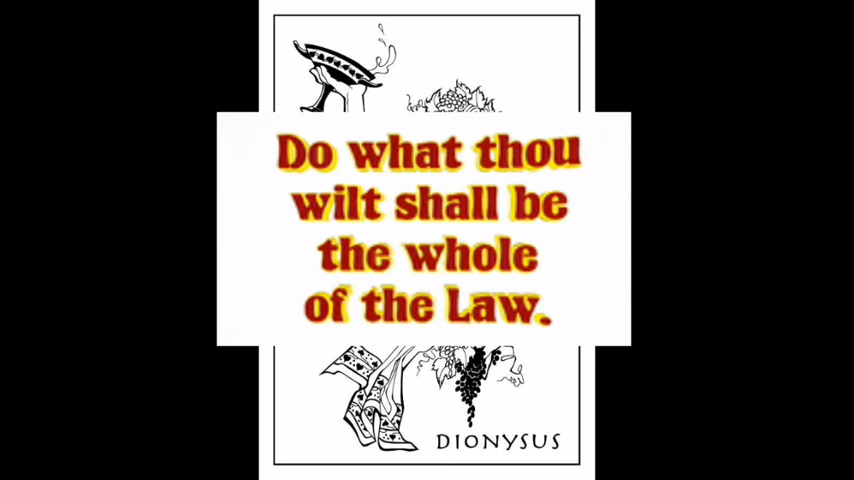 Do what thou
wilt shall be
the whole
of the Law.
DIONYSUS